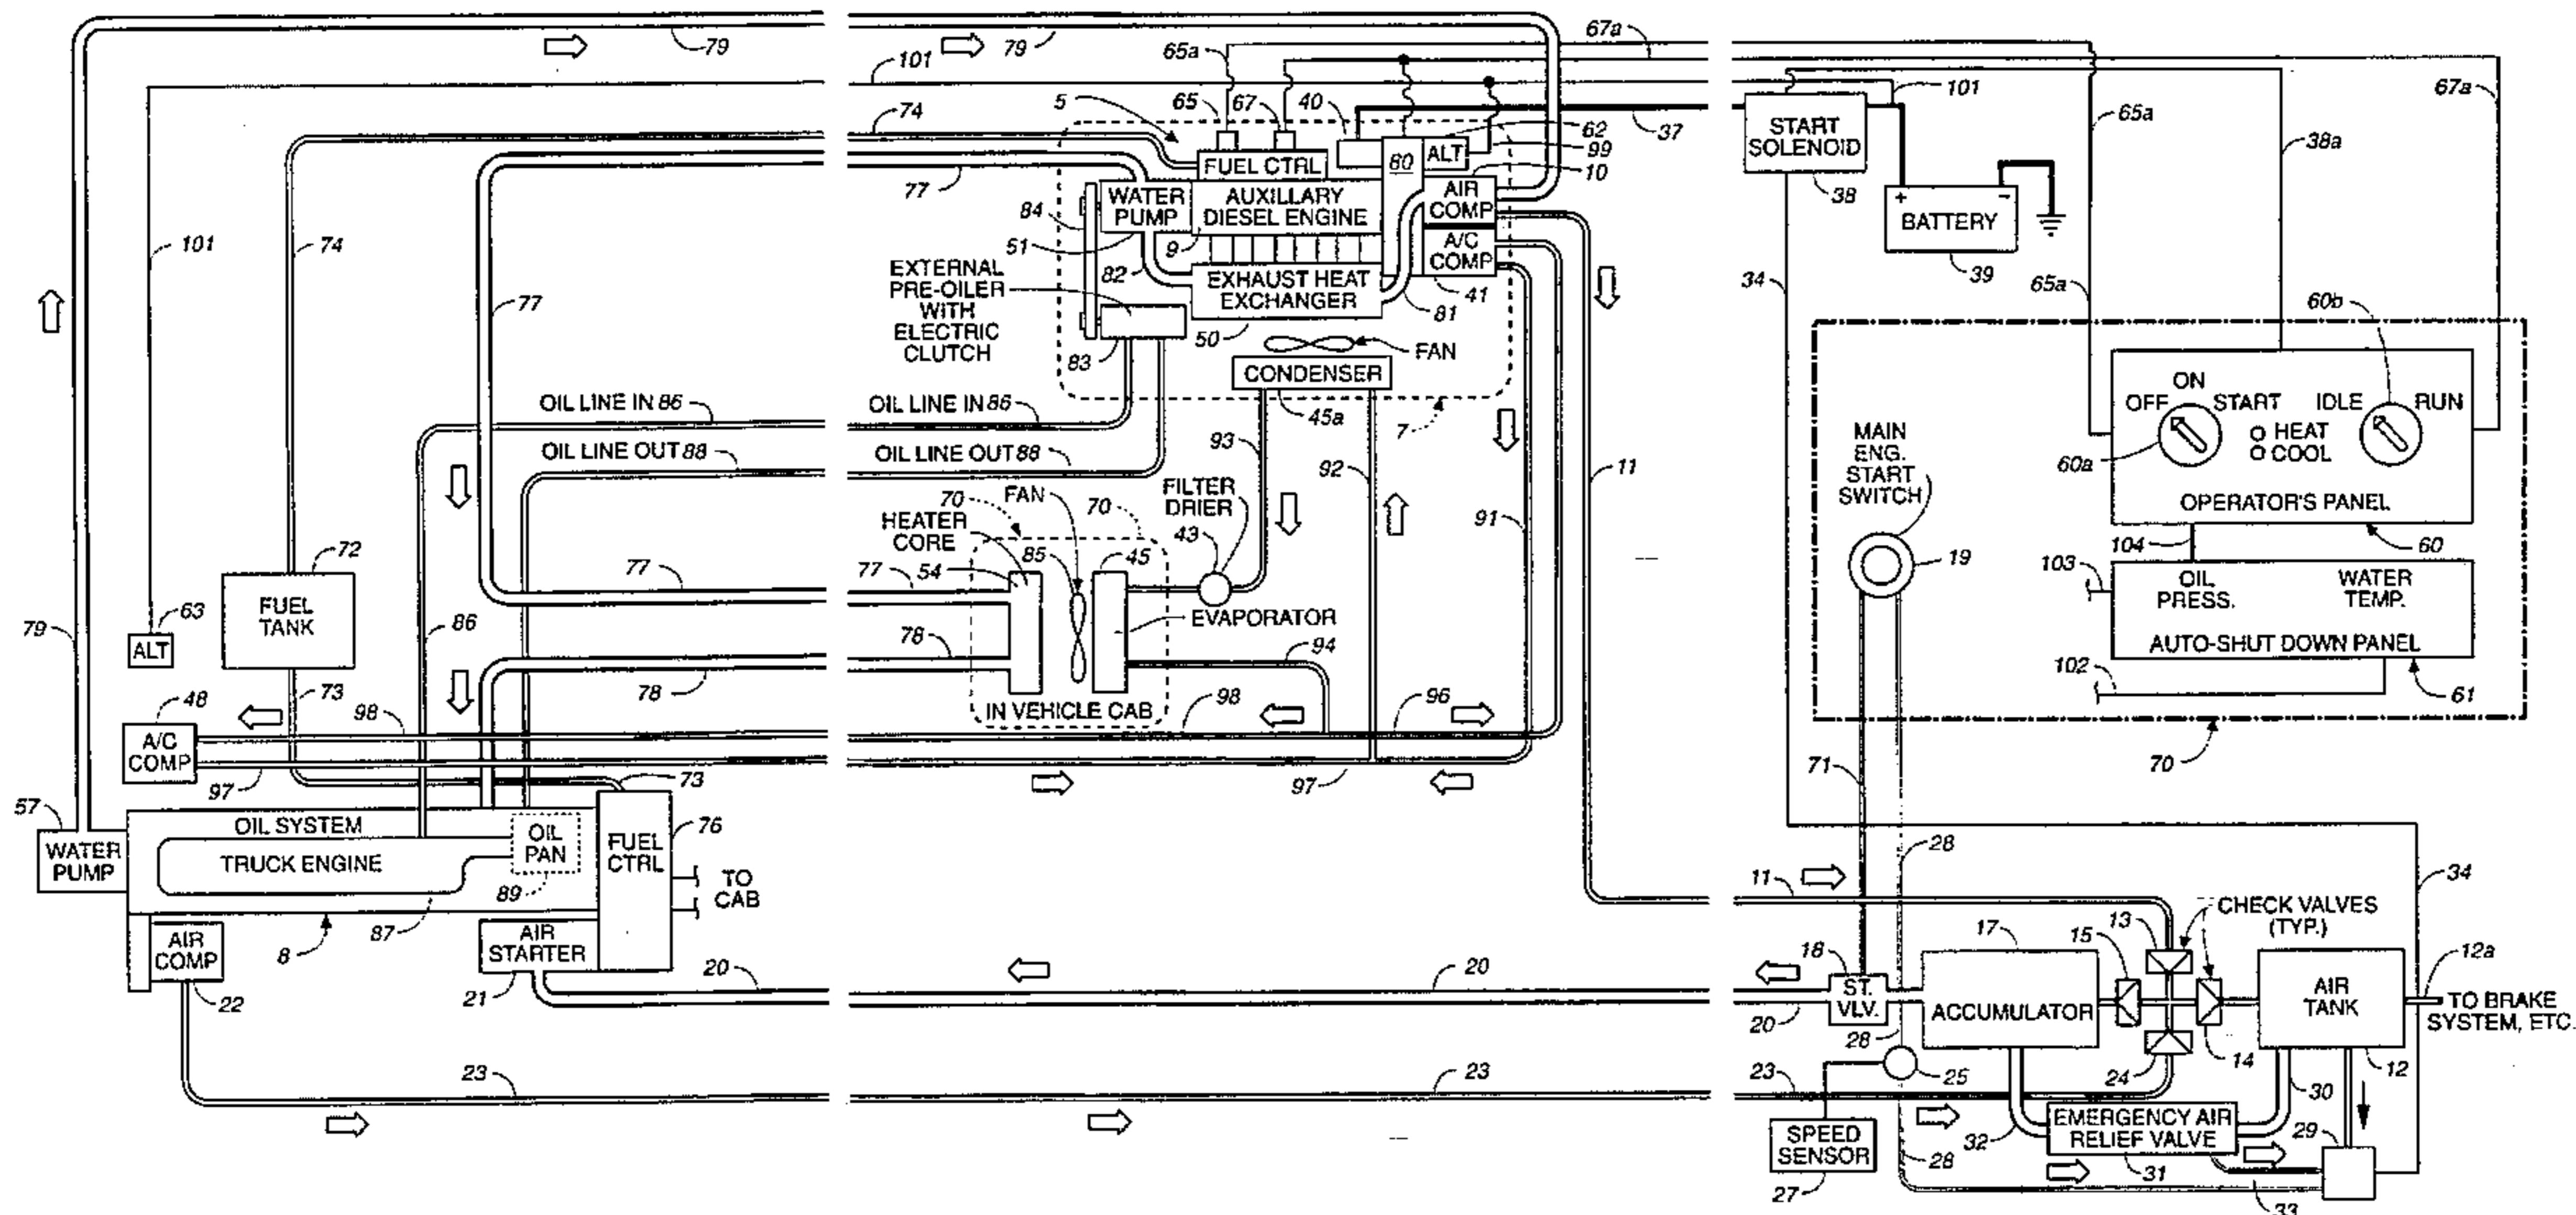 79
79
67a
65a
101
101
67a
5
65
67
40
74
62
37
99
65a
38a
START
SOLENOID
38
FUEL CTRL
80
ALT
10
77
WATER
PUMP
AUXILLARY
DIESEL ENGINE
AIR
COMP
84
51
9
A/C
COMP
+
−
BATTERY
39
101
74
82
EXTERNAL
PRE-OILER
WITH
ELECTRIC
CLUTCH
EXHAUST HEAT
EXCHANGER
41
81
34
65a
60b
77
83
50
FAN
CONDENSER
45a
7
OIL LINE IN 86
OIL LINE IN 86
OIL LINE OUT 88
OIL LINE OUT 88
93
92
11
ON
OFF
START
IDLE
RUN
HEAT
COOL
60a
OPERATOR'S PANEL
60
MAIN
ENG.
START
SWITCH
19
70
FAN
70
FILTER
DRIER
43
91
HEATER
CORE
85
45
54
77
77
104
103
OIL
PRESS.
WATER
TEMP.
AUTO-SHUT DOWN PANEL
102
61
70
72
FUEL
TANK
63
ALT
79
86
EVAPORATOR
78
78
94
IN VEHICLE CAB
73
48
98
98
96
A/C
COMP
97
97
73
71
57
WATER
PUMP
OIL SYSTEM
TRUCK ENGINE
OIL
PAN
89
FUEL
CTRL
76
TO
CAB
8
87
AIR
COMP
22
AIR
STARTER
21
20
20
20
28
11
34
CHECK VALVES
(TYP.)
13
15
17
18
ST.
VLV.
ACCUMULATOR
AIR
TANK
12a
TO BRAKE
SYSTEM, ETC.
28
25
24
14
12
23
23
23
30
SPEED
SENSOR
27
32
EMERGENCY AIR
RELIEF VALVE
31
29
28
33